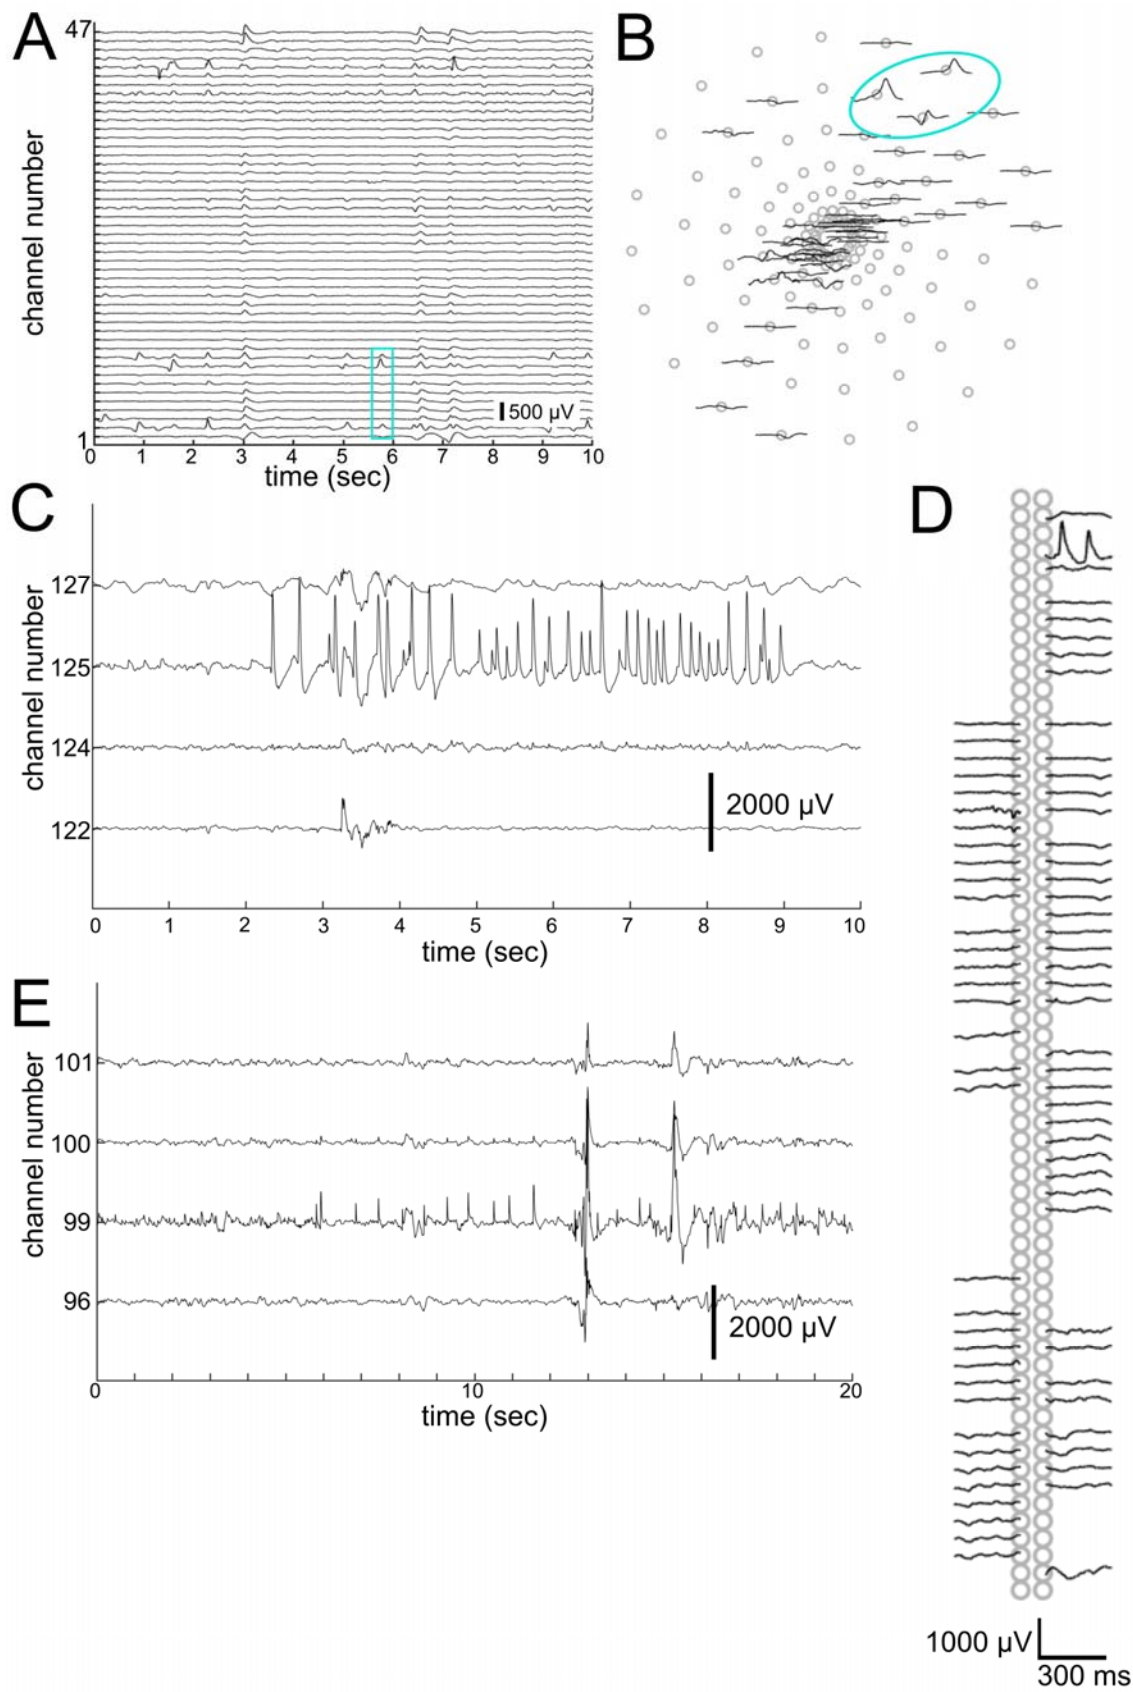 A
47
channel number
1
500 µV
0 1 2 3 4 5 6 7 8 9 10
time (sec)
B
C
127
125
124
122
channel number
2000 µV
0 1 2 3 4 5 6 7 8 9 10
time (sec)
D
1000 µV
300 ms
E
101
100
99
96
channel number
2000 µV
0 10 20
time (sec)